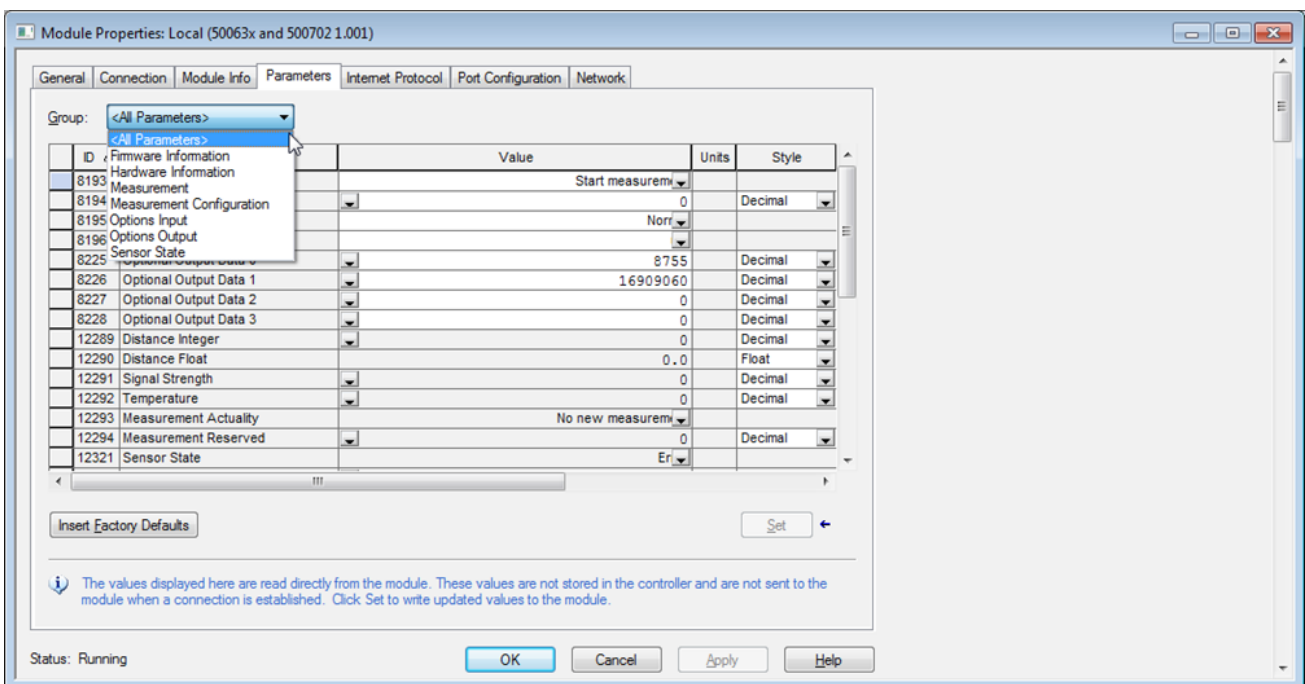 Module Properties: Local (50063x and 500702 1.001)
General Connection Module Info Parameters Internet Protocol Port Configuration Network
Group: <All Parameters>
<All Parameters>
Firmware Information
Hardware Information
Measurement
Measurement Configuration
Options Input
Options Output
Sensor State
ID Value Units Style
8193 Start measurem
8194 0 Decimal
8195 Norr
8196
8225 8755 Decimal
8226 Optional Output Data 1 16909060 Decimal
8227 Optional Output Data 2 0 Decimal
8228 Optional Output Data 3 0 Decimal
12289 Distance Integer 0 Decimal
12290 Distance Float 0.0 Float
12291 Signal Strength 0 Decimal
12292 Temperature 0 Decimal
12293 Measurement Actuality No new measurem
12294 Measurement Reserved 0 Decimal
12321 Sensor State Er
Insert Factory Defaults Set
The values displayed here are read directly from the module. These values are not stored in the controller and are not sent to the
module when a connection is established. Click Set to write updated values to the module.
Status: Running OK Cancel Apply Help